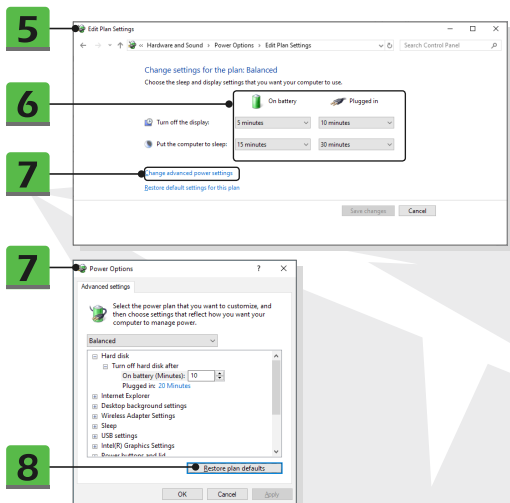 5
Edit Plan Settings
« Hardware and Sound › Power Options › Edit Plan Settings
Search Control Panel
Change settings for the plan: Balanced
Choose the sleep and display settings that you want your computer to use.
6
On battery Plugged in
Turn off the display: 5 minutes 10 minutes
Put the computer to sleep: 15 minutes 30 minutes
7
Change advanced power settings
Restore default settings for this plan
Save changes Cancel
7
Power Options ? X
Advanced settings
Select the power plan that you want to customize, and
then choose settings that reflect how you want your
computer to manage power.
Balanced
Hard disk
Turn off hard disk after
On battery (Minutes): 10
Plugged in: 20 Minutes
Internet Explorer
Desktop background settings
Wireless Adapter Settings
Sleep
USB settings
Intel(R) Graphics Settings
Power buttons and lid
8
Restore plan defaults
OK Cancel Apply